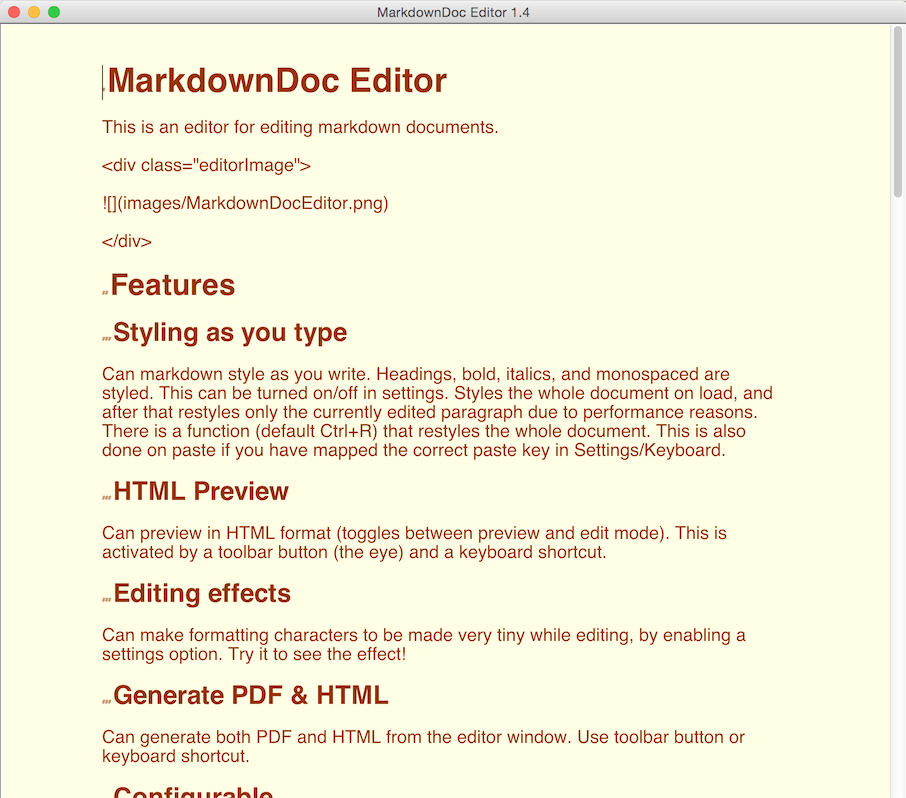 MarkdownDoc Editor 1.4
#MarkdownDoc Editor
This is an editor for editing markdown documents.
<div class="editorImage">
![](images/MarkdownDocEditor.png)
</div>
##Features
###Styling as you type
Can markdown style as you write. Headings, bold, italics, and monospaced are
styled. This can be turned on/off in settings. Styles the whole document on load, and
after that restyles only the currently edited paragraph due to performance reasons.
There is a function (default Ctrl+R) that restyles the whole document. This is also
done on paste if you have mapped the correct paste key in Settings/Keyboard.
###HTML Preview
Can preview in HTML format (toggles between preview and edit mode). This is
activated by a toolbar button (the eye) and a keyboard shortcut.
###Editing effects
Can make formatting characters to be made very tiny while editing, by enabling a
settings option. Try it to see the effect!
###Generate PDF & HTML
Can generate both PDF and HTML from the editor window. Use toolbar button or
keyboard shortcut.
Configurable